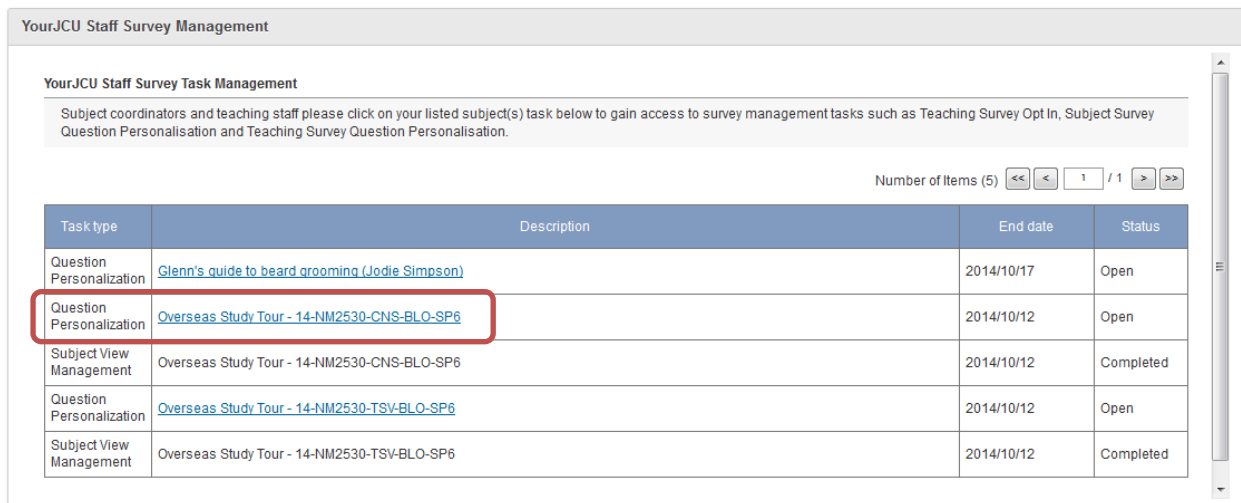 YourJCU Staff Survey Management
YourJCU Staff Survey Task Management
Subject coordinators and teaching staff please click on your listed subject(s) task below to gain access to survey management tasks such as Teaching Survey Opt In, Subject Survey
Question Personalisation and Teaching Survey Question Personalisation.
Number of Items (5) << < 1 / 1 > >>
Task type Description End date Status
Question
Personalization Glenn's guide to beard grooming (Jodie Simpson) 2014/10/17 Open
Question
Personalization Overseas Study Tour - 14-NM2530-CNS-BLO-SP6 2014/10/12 Open
Subject View
Management Overseas Study Tour - 14-NM2530-CNS-BLO-SP6 2014/10/12 Completed
Question
Personalization Overseas Study Tour - 14-NM2530-TSV-BLO-SP6 2014/10/12 Open
Subject View
Management Overseas Study Tour - 14-NM2530-TSV-BLO-SP6 2014/10/12 Completed